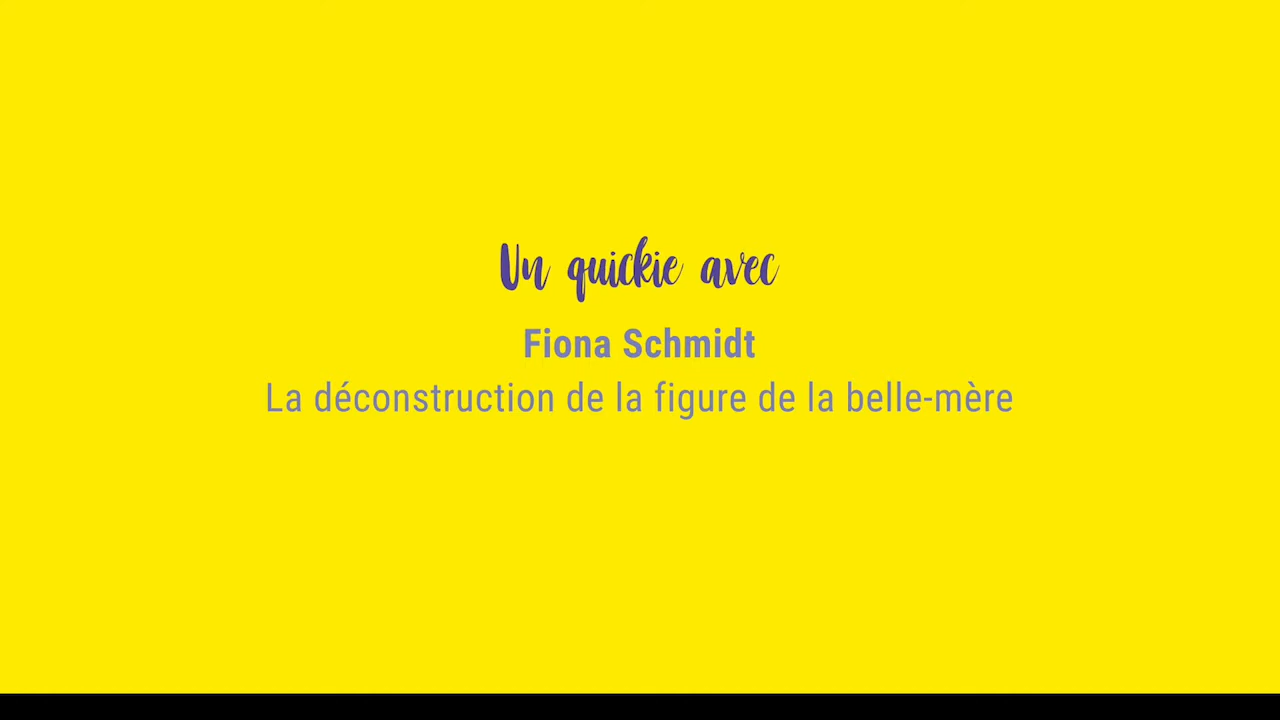 Un quickie avec
Fiona Schmidt
La déconstruction de la figure de la belle-mère